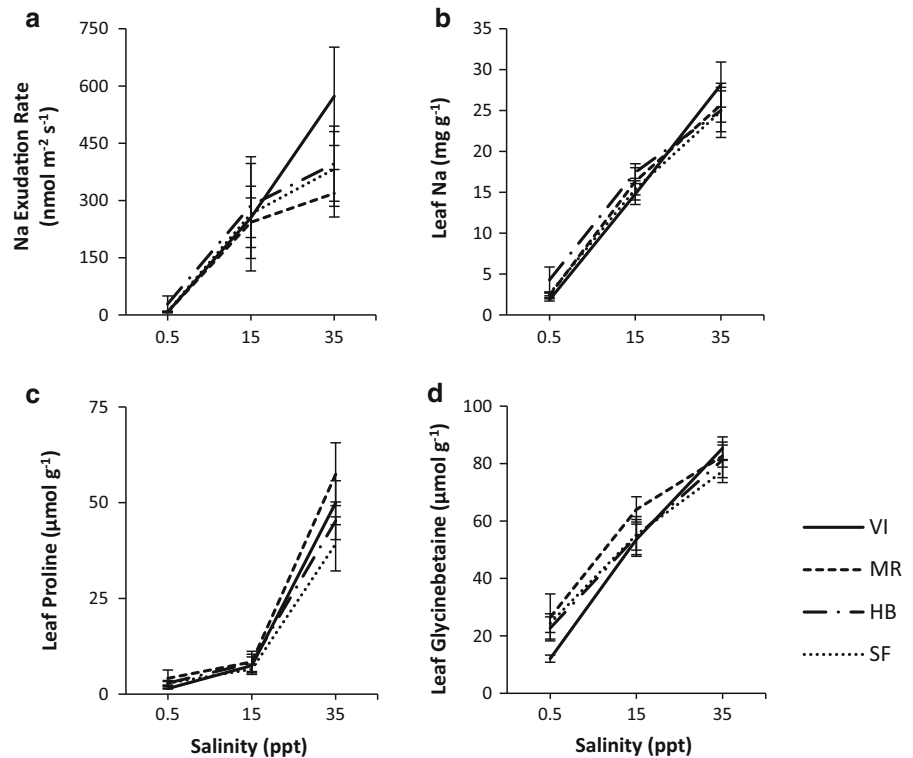 a
Na Exudation Rate
(nmol m⁻² s⁻¹)
750
600
450
300
150
0
0.5 15 35
b
Leaf Na (mg g⁻¹)
35
30
25
20
15
10
5
0
0.5 15 35
c
Leaf Proline (µmol g⁻¹)
75
50
25
0
0.5 15 35
Salinity (ppt)
d
Leaf Glycinebetaine (µmol g⁻¹)
100
80
60
40
20
0
0.5 15 35
Salinity (ppt)
VI
MR
HB
SF